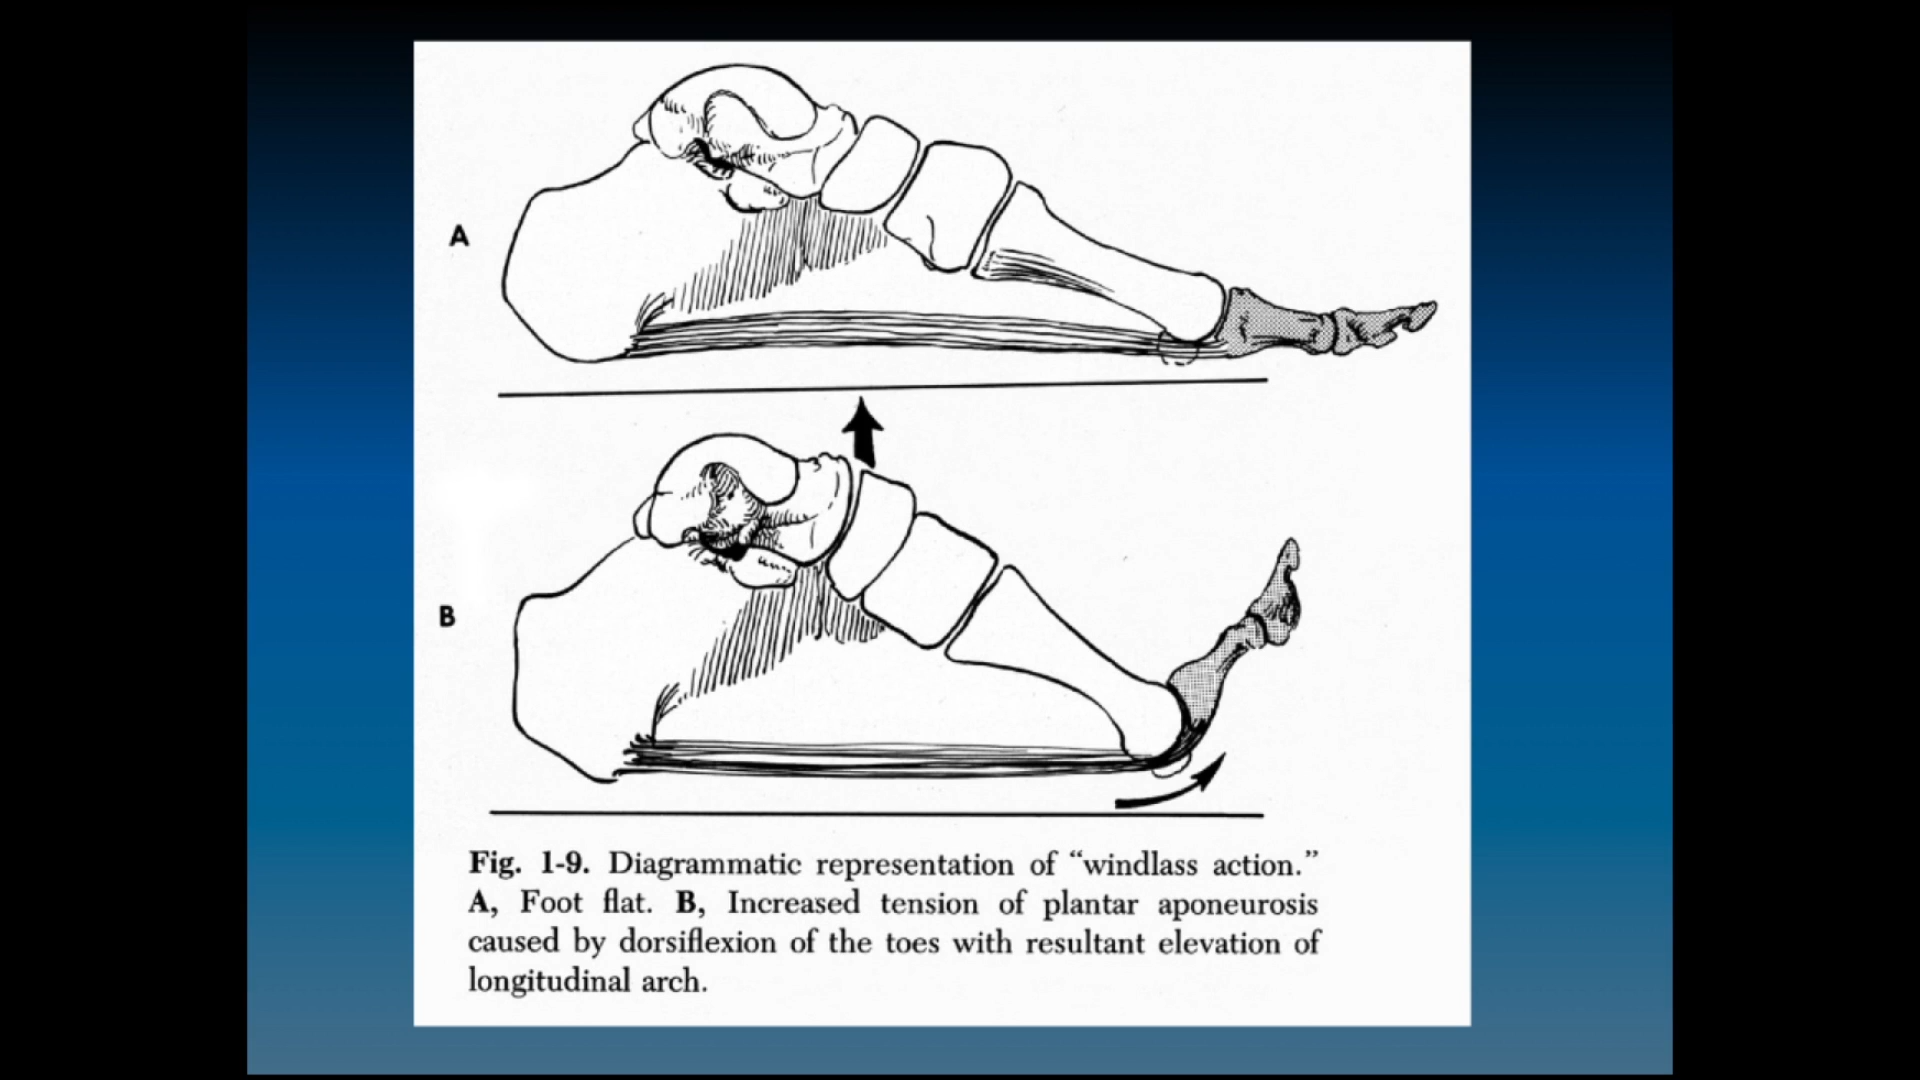 A
B
Fig. 1-9. Diagrammatic representation of “windlass action.”
A, Foot flat. B, Increased tension of plantar aponeurosis
caused by dorsiflexion of the toes with resultant elevation of
longitudinal arch.